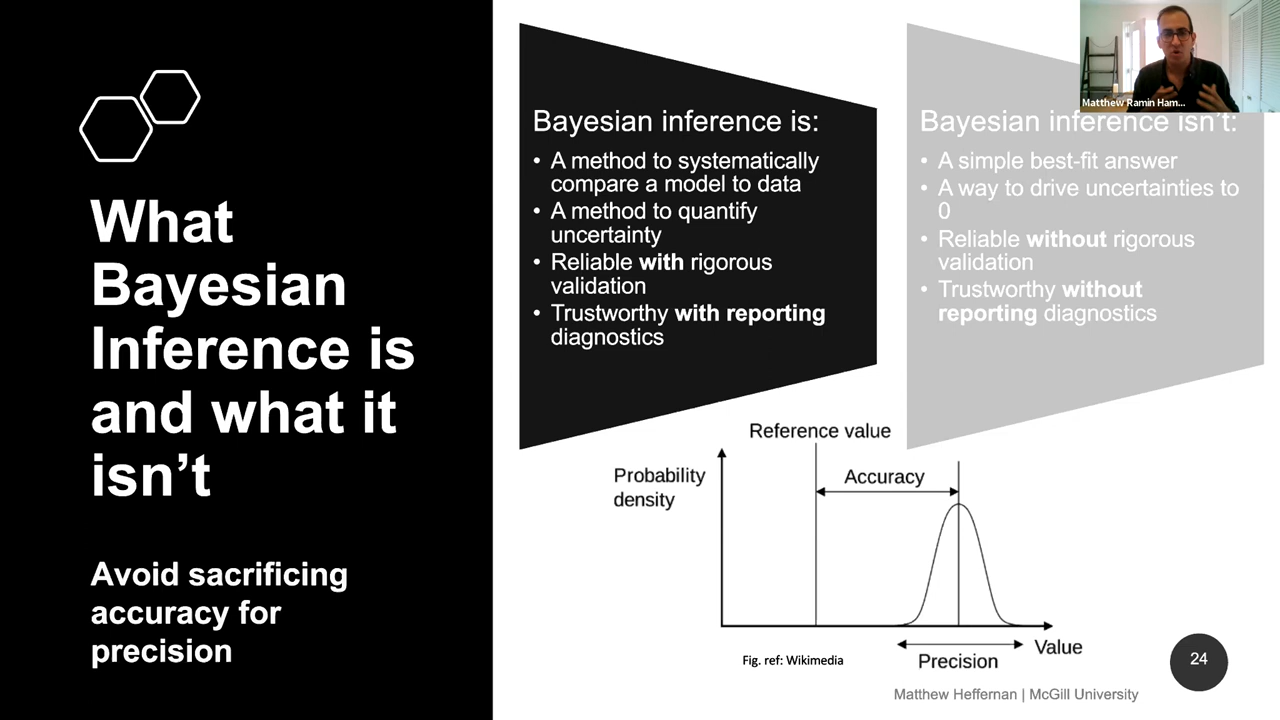 What
Bayesian
Inference is
and what it
isn’t
Avoid sacrificing
accuracy for
precision
Bayesian inference is:
• A method to systematically
compare a model to data
• A method to quantify
uncertainty
• Reliable with rigorous
validation
• Trustworthy with reporting
diagnostics
Matthew Ramin Ham...
Bayesian inference isn’t:
• A simple best-fit answer
• A way to drive uncertainties to
0
• Reliable without rigorous
validation
• Trustworthy without
reporting diagnostics
Reference value
Probability
density
Accuracy
Value
Precision
Fig. ref: Wikimedia
24
Matthew Heffernan | McGill University